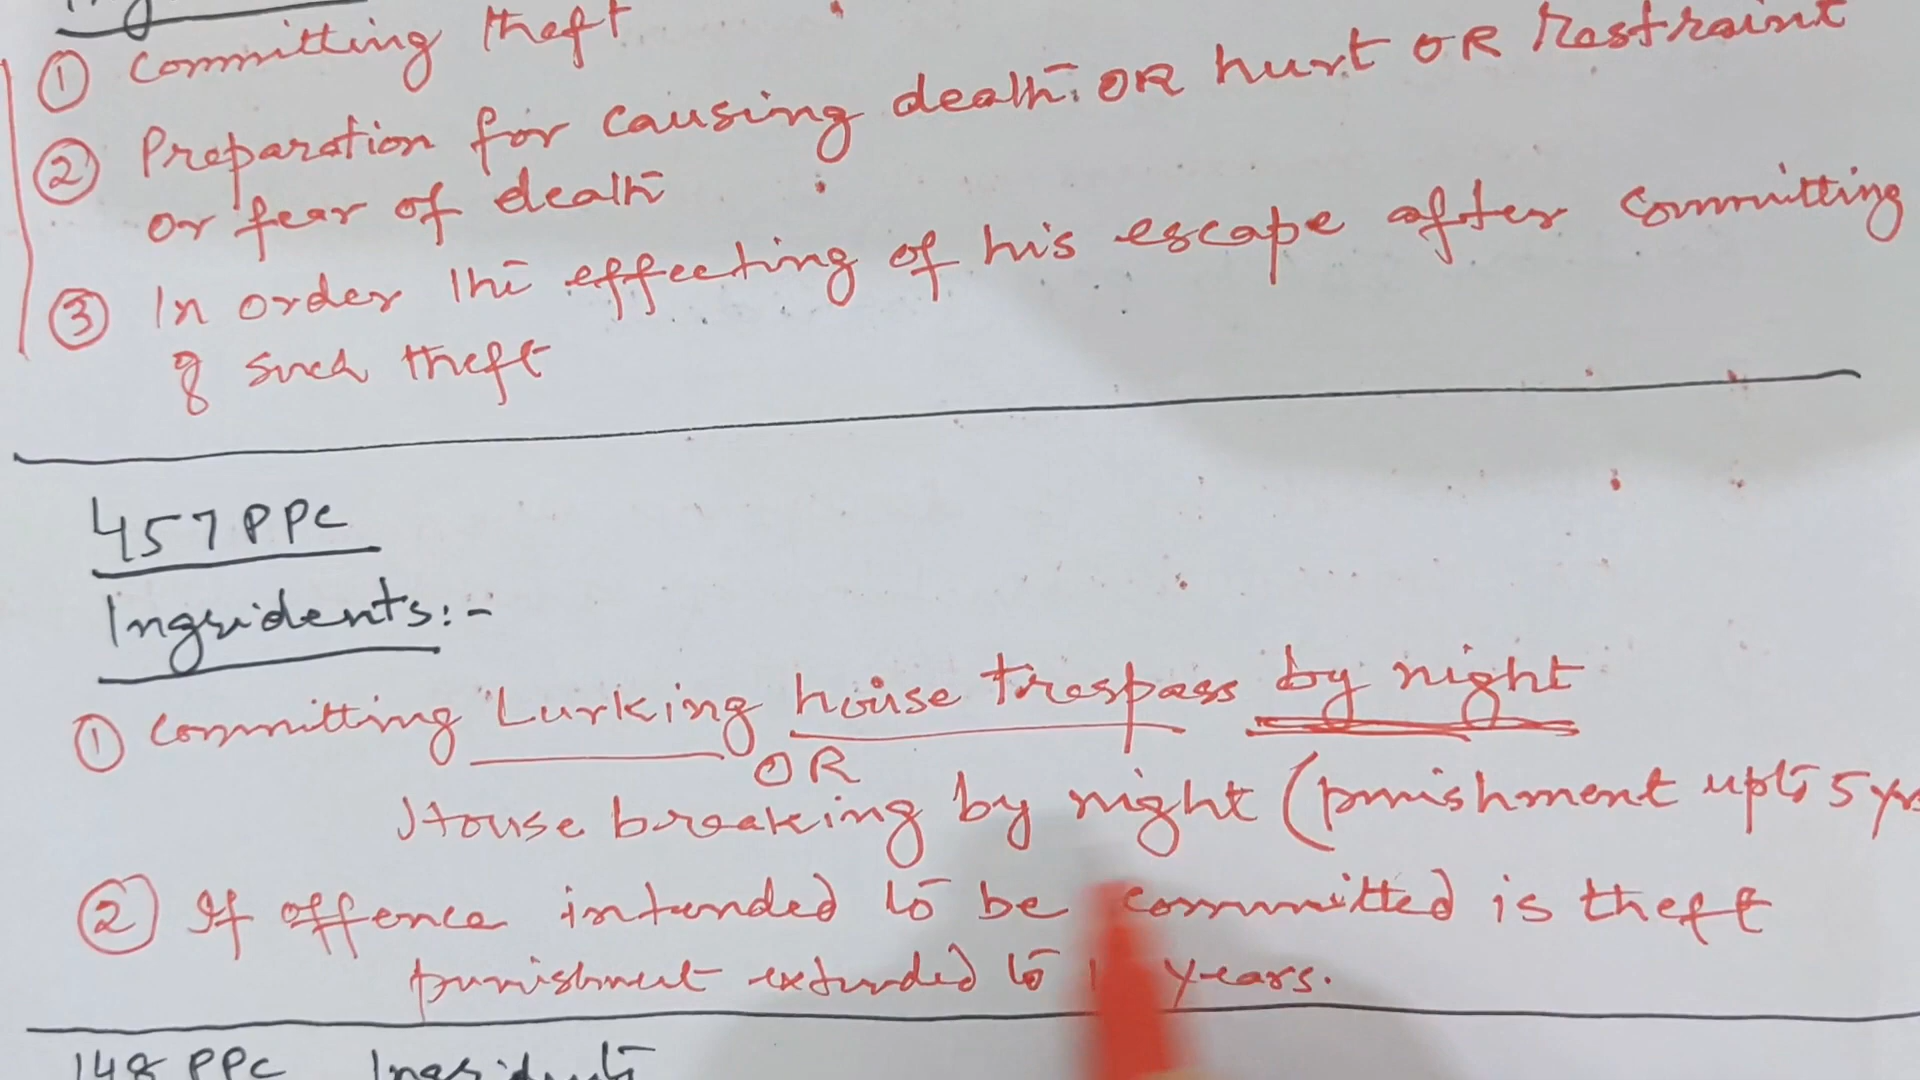 ① Committing theft
② Preparation for causing death OR hurt OR Restraint
or fear of death
③ In order the effecting of his escape after committing
of such theft
457 PPC
Ingridents:-
① Committing Lurking house trespass by night
OR
House breaking by night (punishment upto 5 yrs
② If offence intended to be committed is theft
punishment extended to years.
148 PPC